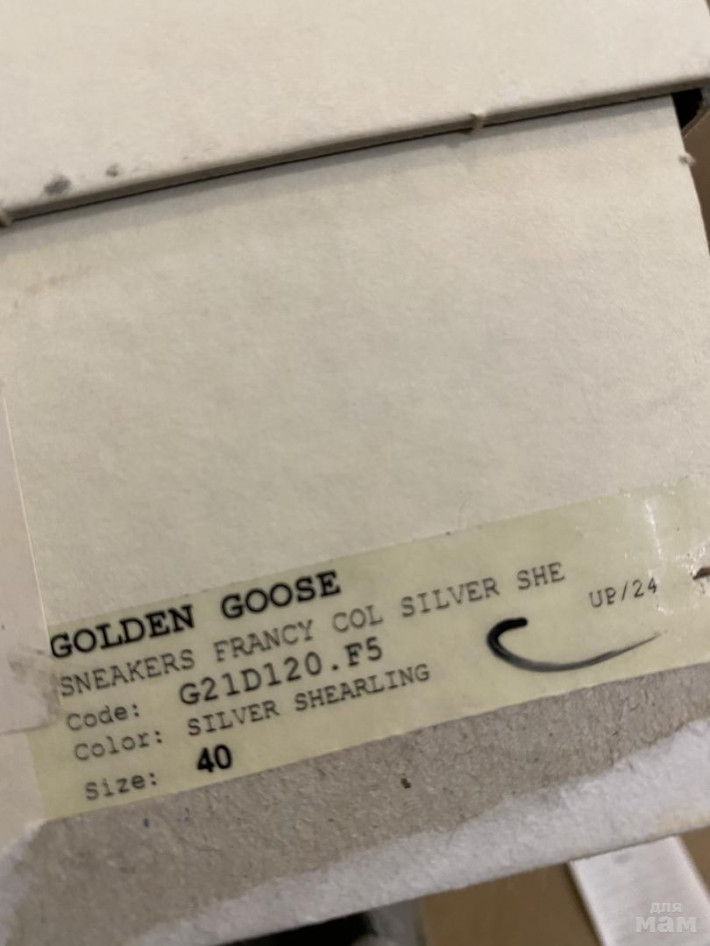 GOLDEN GOOSE
SNEAKERS FRANCY COL SILVER SHE
Code: G21D120.F5 UP/24
Color: SILVER SHEARLING
Size: 40
для
мам